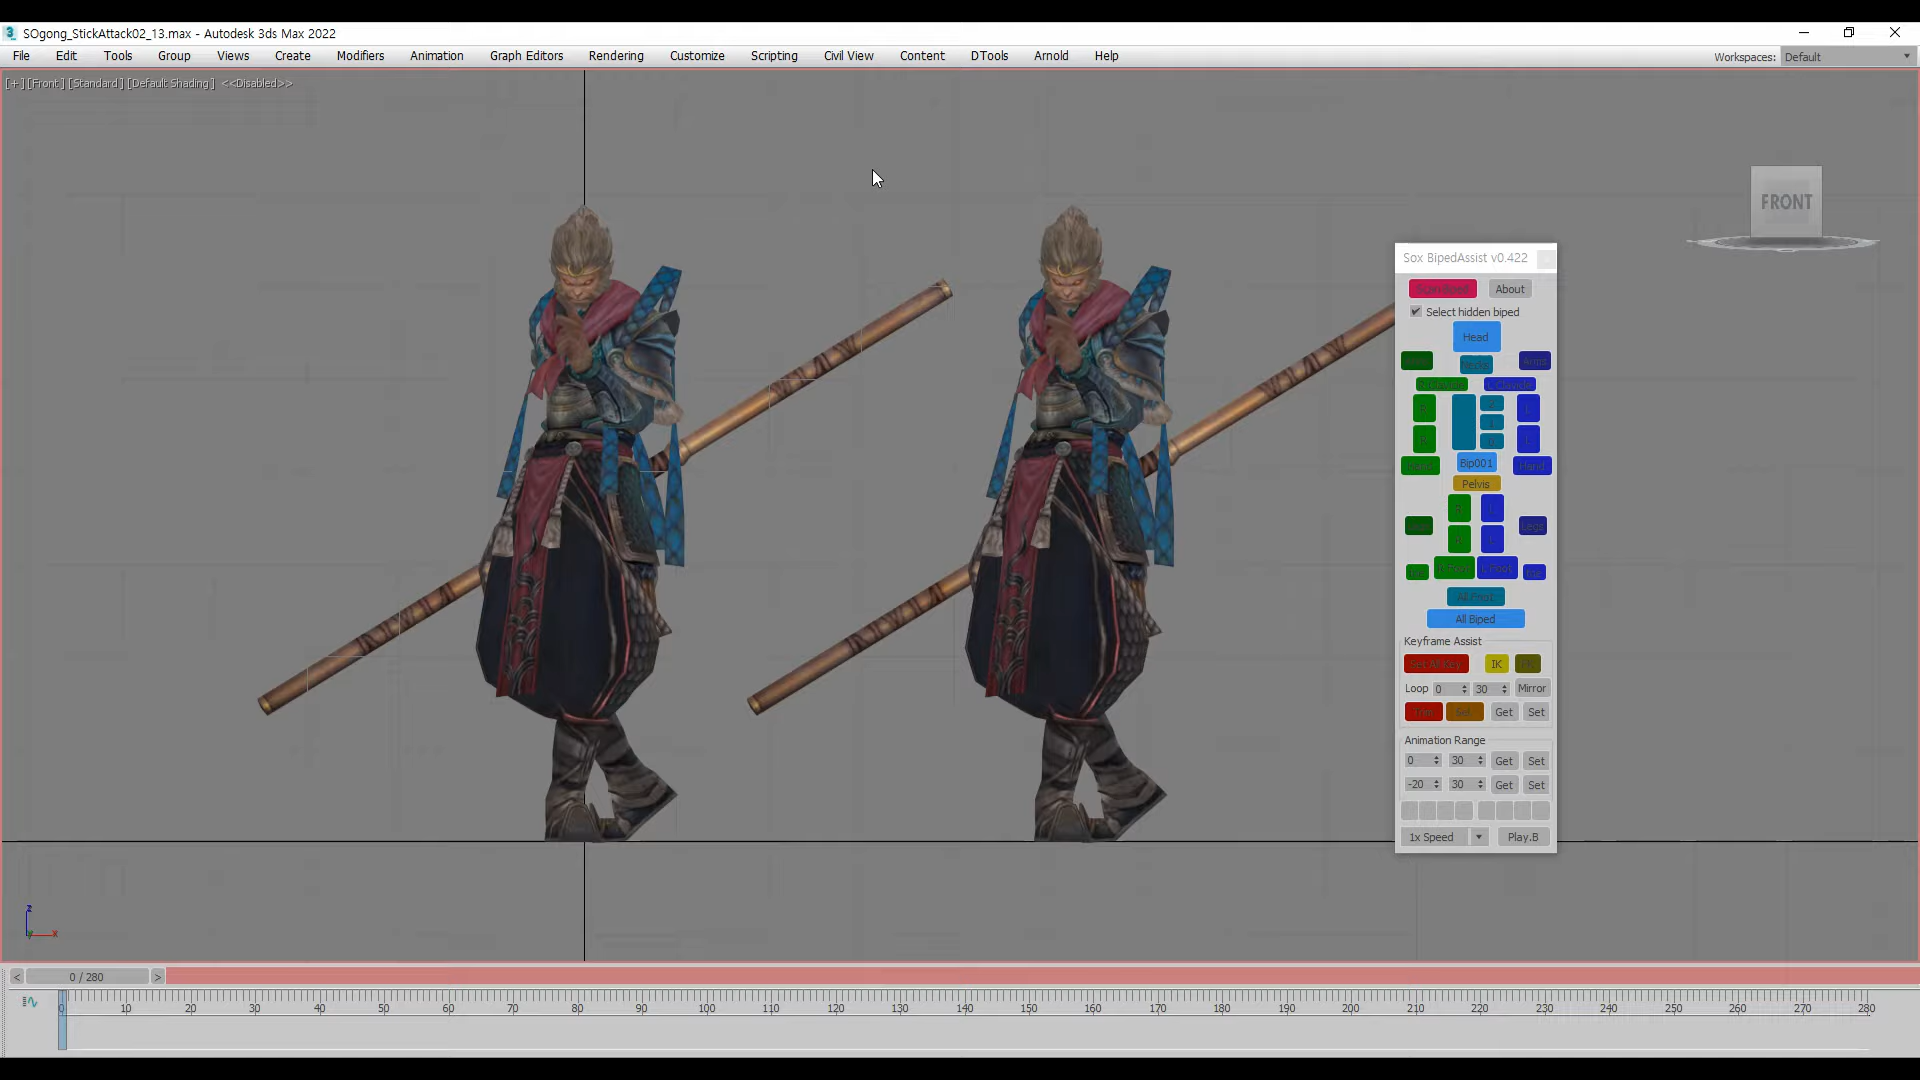 SOgong_StickAttack02_13.max - Autodesk 3ds Max 2022
File Edit Tools Group Views Create Modifiers Animation Graph Editors Rendering Customize Scripting Civil View Content DTools Arnold Help Workspaces: Default
[+] [Front] [Standard] [Default Shading] <<Disabled>>
FRONT
Sox BipedAssist v0.422
About
Select hidden biped
Head
Bip001
Pelvis
All Biped
Keyframe Assist
Set All Key IK
Loop 0 30 Mirror
Get Set
Animation Range
0 30 Get Set
-20 30 Get Set
1x Speed Play.B
z
x
< 0 / 280 >
0 10 20 30 40 50 60 70 80 90 100 110 120 130 140 150 160 170 180 190 200 210 220 230 240 250 260 270 280